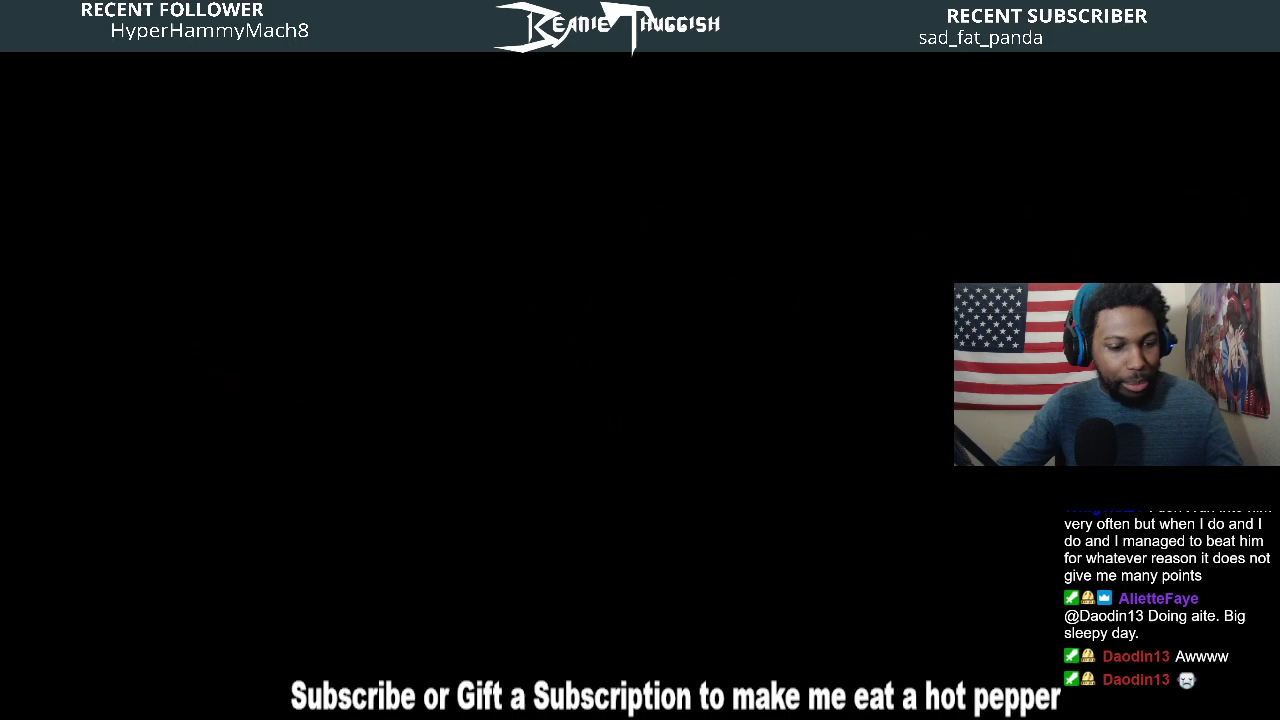 RECENT FOLLOWER
HyperHammyMach8
BEANIE THUGGISH
RECENT SUBSCRIBER
sad_fat_panda
very often but when I do and I
do and I managed to beat him
for whatever reason it does not
give me many points
AlietteFaye
@Daodin13 Doing aite. Big
sleepy day.
Daodin13 Awwww
Daodin13
Subscribe or Gift a Subscription to make me eat a hot pepper